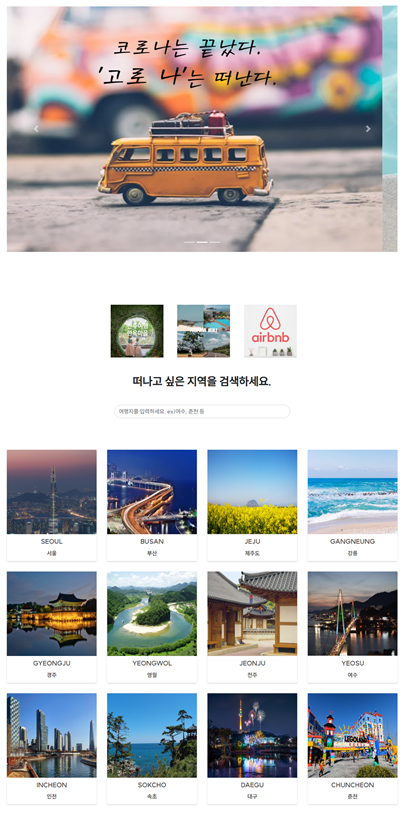 코로나는 끝났다.
'고로 나'는 떠난다.
airbnb
떠나고 싶은 지역을 검색하세요.
여행지를 입력하세요. ex)여수, 춘천 등
SEOUL
서울
BUSAN
부산
JEJU
제주도
GANGNEUNG
강릉
GYEONGJU
경주
YEONGWOL
영월
JEONJU
전주
YEOSU
여수
INCHEON
인천
SOKCHO
속초
DAEGU
대구
CHUNCHEON
춘천